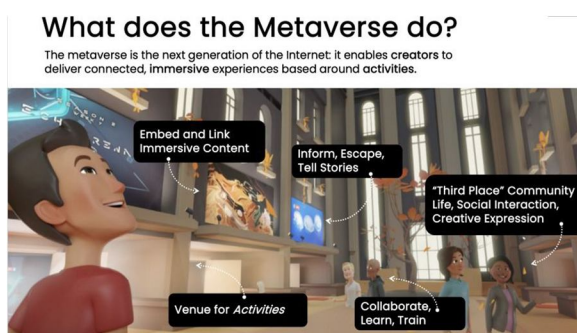 What does the Metaverse do?
The metaverse is the next generation of the Internet: it enables creators to
deliver connected, immersive experiences based around activities.
Embed and Link
Immersive Content
Inform, Escape,
Tell Stories
"Third Place" Community
Life, Social Interaction,
Creative Expression
Venue for Activities
Collaborate,
Learn, Train